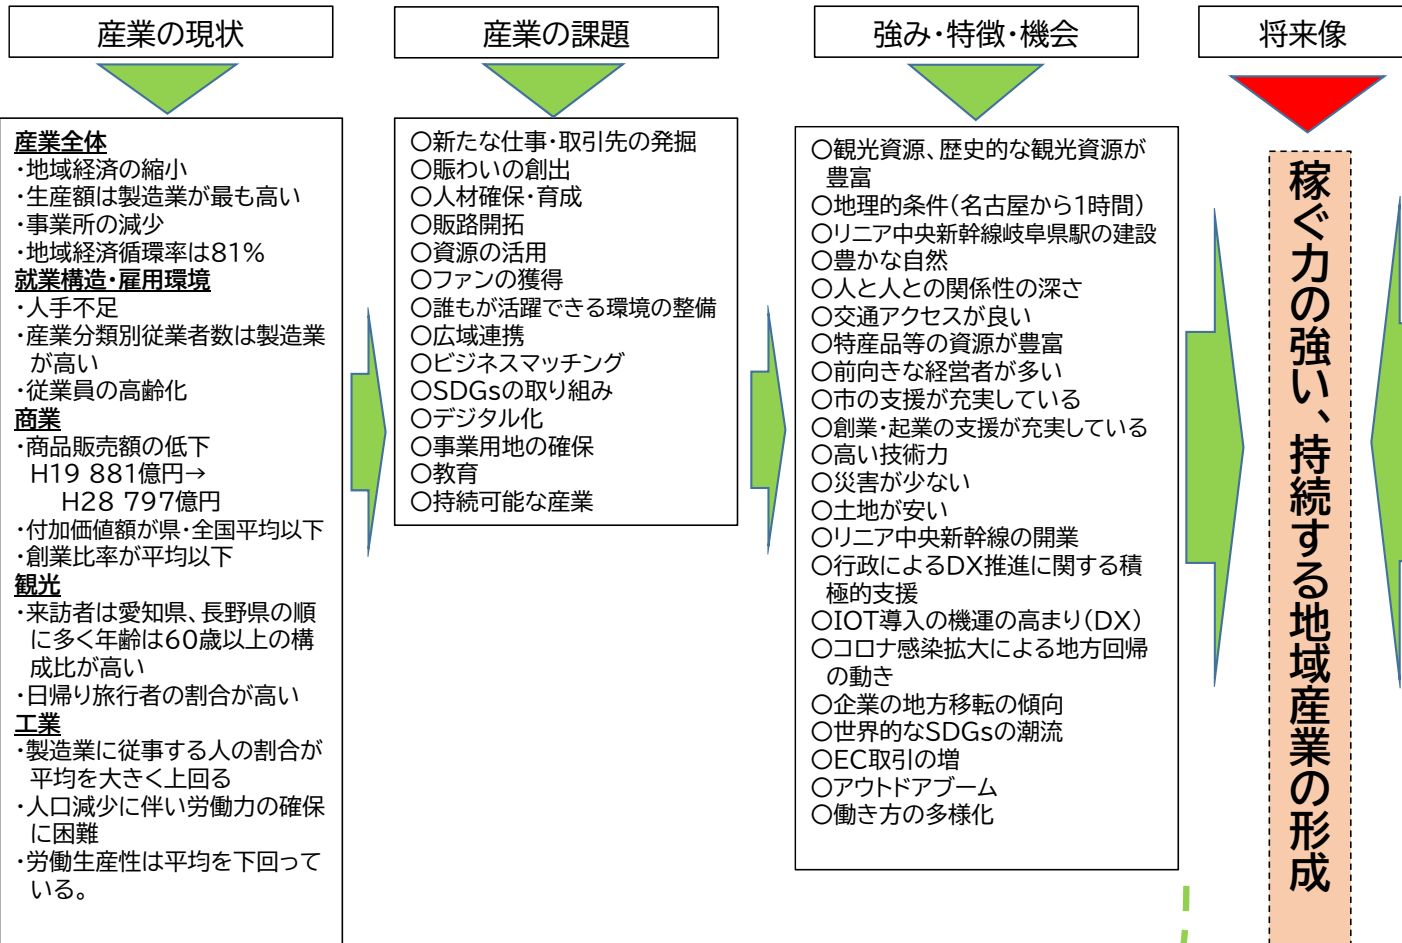 産業の現状
産業全体
・地域経済の縮小
・生産額は製造業が最も高い
・事業所の減少
・地域経済循環率は81%
就業構造・雇用環境
・人手不足
・産業分類別従業者数は製造業
が高い
・従業員の高齢化
商業
・商品販売額の低下
H19 881億円→
H28 797億円
・付加価値額が県・全国平均以下
・創業比率が平均以下
観光
・来訪者は愛知県、長野県の順
に多く年齢は60歳以上の構
成比が高い
・日帰り旅行者の割合が高い
工業
・製造業に従事する人の割合が
平均を大きく上回る
・人口減少に伴い労働力の確保
に困難
・労働生産性は平均を下回って
いる。
産業の課題
○新たな仕事・取引先の発掘
○賑わいの創出
○人材確保・育成
○販路開拓
○資源の活用
○ファンの獲得
○誰もが活躍できる環境の整備
○広域連携
○ビジネスマッチング
○SDGsの取り組み
○デジタル化
○事業用地の確保
○教育
○持続可能な産業
強み・特徴・機会
○観光資源、歴史的な観光資源が
豊富
○地理的条件(名古屋から1時間)
○リニア中央新幹線岐阜県駅の建設
○豊かな自然
○人と人との関係性の深さ
○交通アクセスが良い
○特産品等の資源が豊富
○前向きな経営者が多い
○市の支援が充実している
○創業・起業の支援が充実している
○高い技術力
○災害が少ない
○土地が安い
○リニア中央新幹線の開業
○行政によるDX推進に関する積
極的支援
○IOT導入の機運の高まり(DX)
○コロナ感染拡大による地方回帰
の動き
○企業の地方移転の傾向
○世界的なSDGsの潮流
○EC取引の増
○アウトドアブーム
○働き方の多様化
将来像
稼ぐ力の強い、持続する地域産業の形成